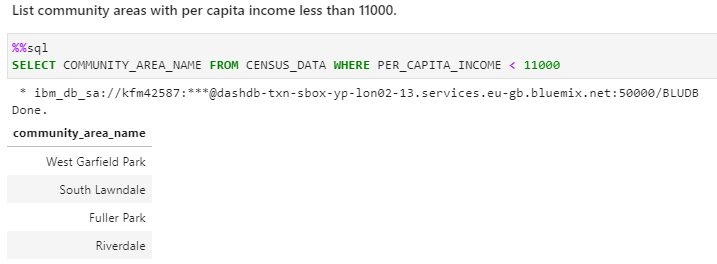 List community areas with per capita income less than 11000.
%%sql
SELECT COMMUNITY_AREA_NAME FROM CENSUS_DATA WHERE PER_CAPITA_INCOME < 11000
* ibm_db_sa://kfm42587:***@dashdb-txn-sbox-yp-lon02-13.services.eu-gb.bluemix.net:50000/BLUDB
Done.
community_area_name
West Garfield Park
South Lawndale
Fuller Park
Riverdale